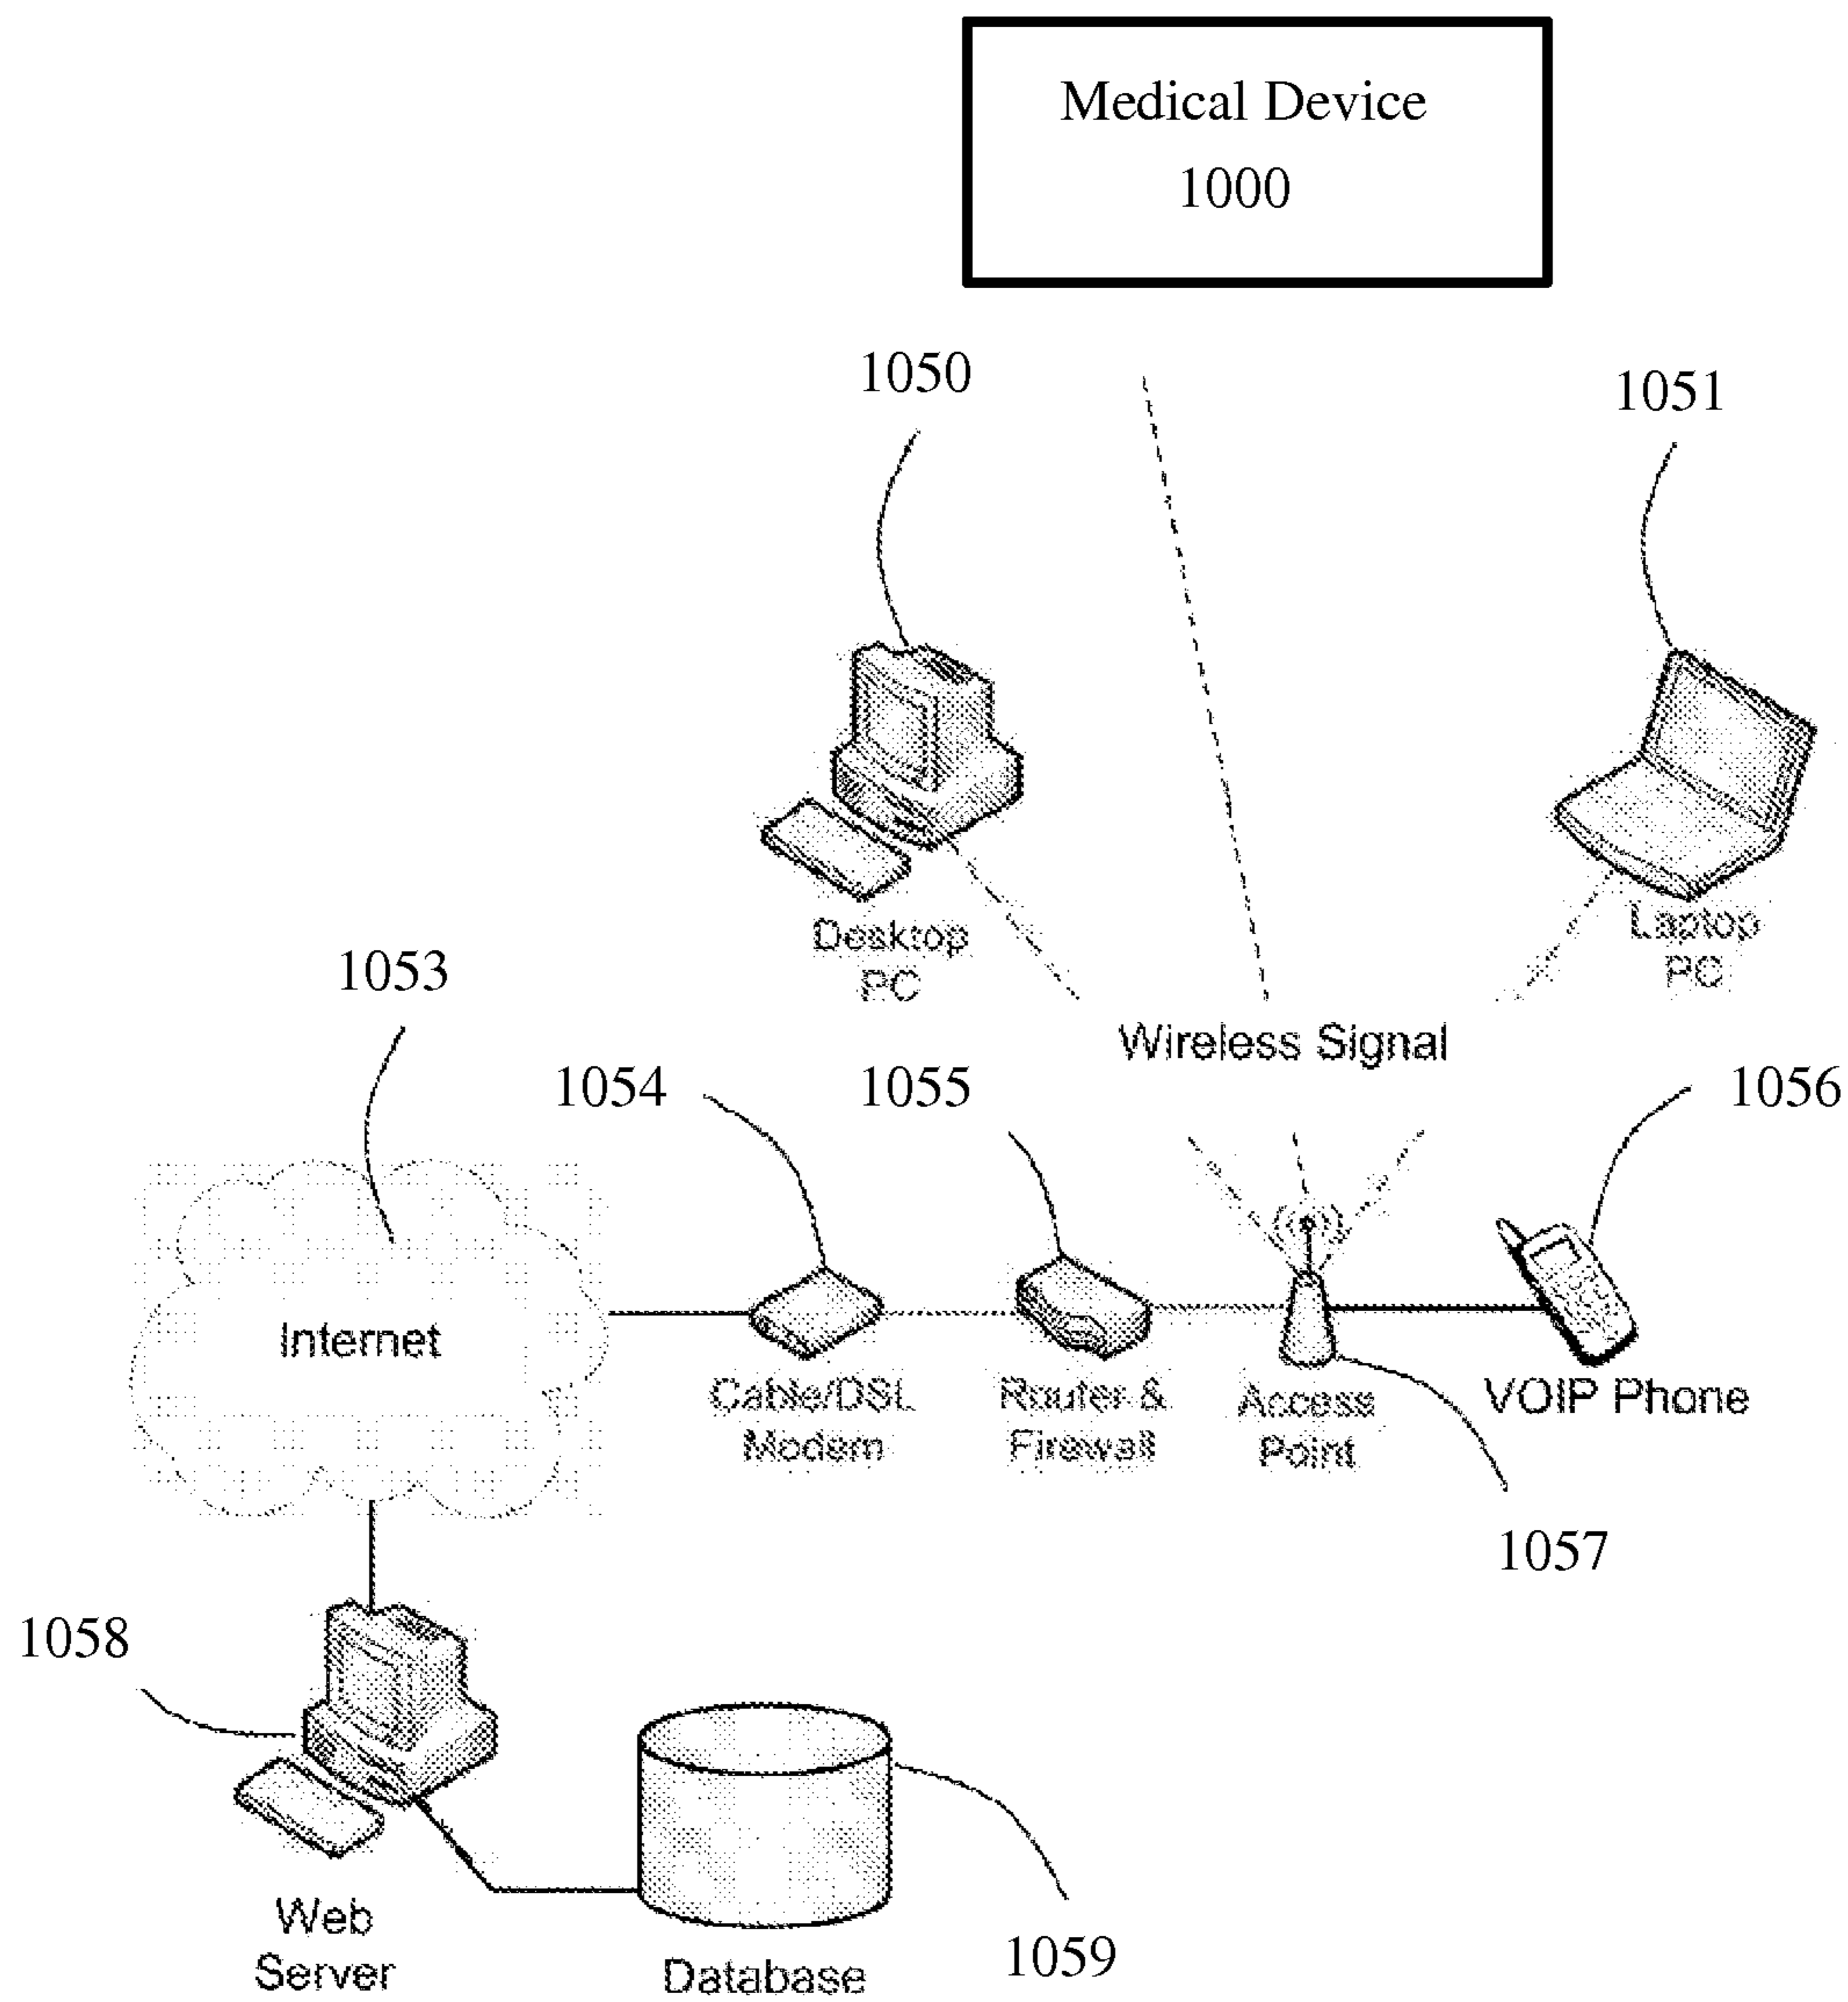 Medical Device
1000
1050
1051
Desktop
PC
Laptop
PC
1053
Wireless Signal
1054
1055
1056
Internet
Cable/DSL
Modem
Router &
Firewall
Access
Point
VOIP Phone
1057
1058
Web
Server
Database
1059